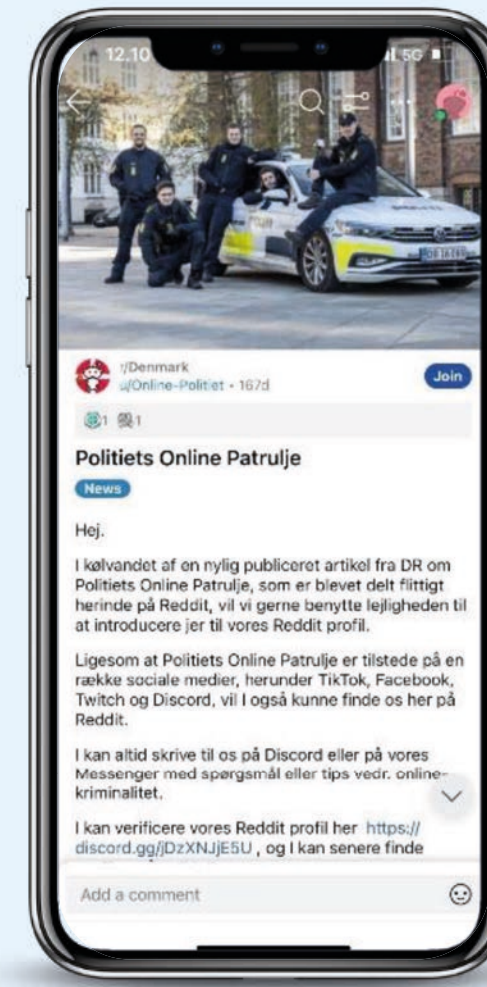 12.10
5G
POLITI
r/Denmark
u/Online-Politiet • 167d
Join
1 1
Politiets Online Patrulje
News
Hej.
I kølvandet af en nylig publiceret artikel fra DR om
Politiets Online Patrulje, som er blevet delt flittigt
herinde på Reddit, vil vi gerne benytte lejligheden til
at introducere jer til vores Reddit profil.
Ligesom at Politiets Online Patrulje er tilstede på en
række sociale medier, herunder TikTok, Facebook,
Twitch og Discord, vil I også kunne finde os her på
Reddit.
I kan altid skrive til os på Discord eller på vores
Messenger med spørgsmål eller tips vedr. online-
kriminalitet.
I kan verificere vores Reddit profil her https://
discord.gg/jDzXNJjE5U , og I kan senere finde
Add a comment